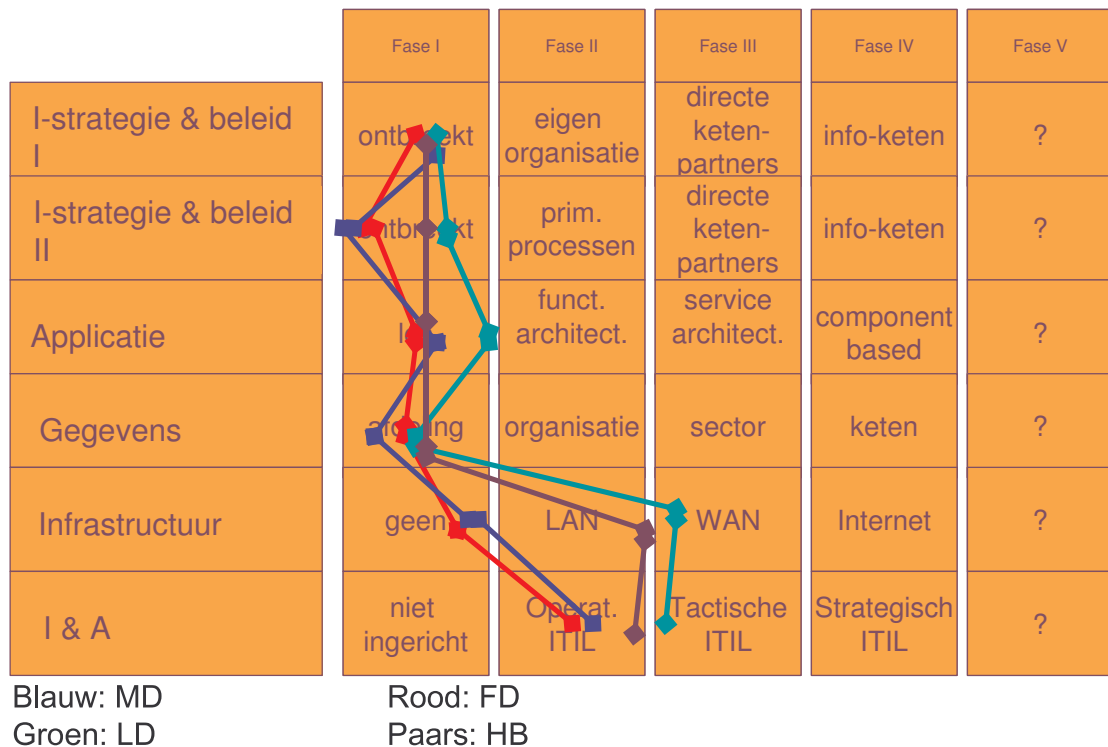 Fase I
Fase II
Fase III
Fase IV
Fase V
I-strategie & beleid
I
ontbreekt
eigen
organisatie
directe
keten-
partners
info-keten
?
I-strategie & beleid
II
ontbreekt
prim.
processen
directe
keten-
partners
info-keten
?
Applicatie
funct.
architect.
service
architect.
component
based
?
Gegevens
afdeling
organisatie
sector
keten
?
Infrastructuur
geen
LAN
WAN
Internet
?
I & A
niet
ingericht
Operat.
ITIL
Tactische
ITIL
Strategisch
ITIL
?
Blauw: MD
Rood: FD
Groen: LD
Paars: HB